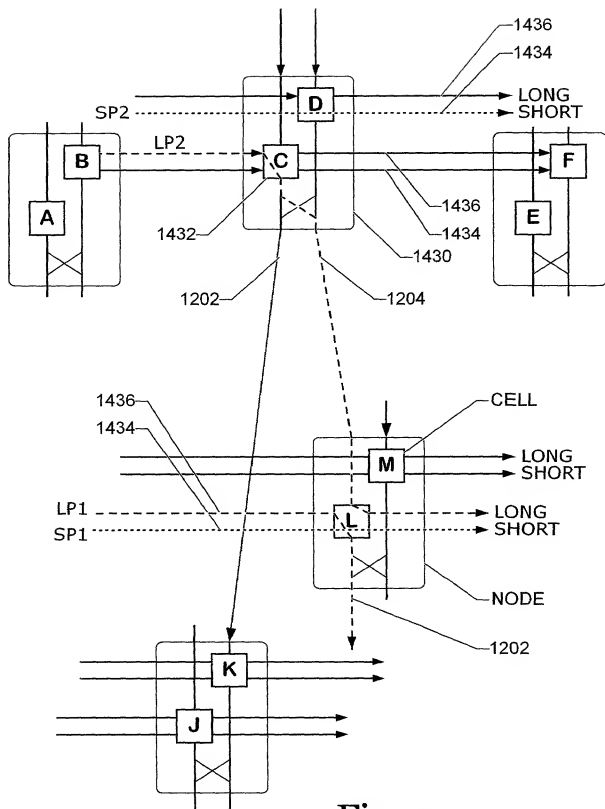 1436
1434
D
LONG
SP2
SHORT
B
LP2
C
F
A
E
1436
1432
1434
1430
1202
1204
1436
CELL
1434
M
LONG
SHORT
LP1
LONG
L
SP1
SHORT
NODE
1202
K
J